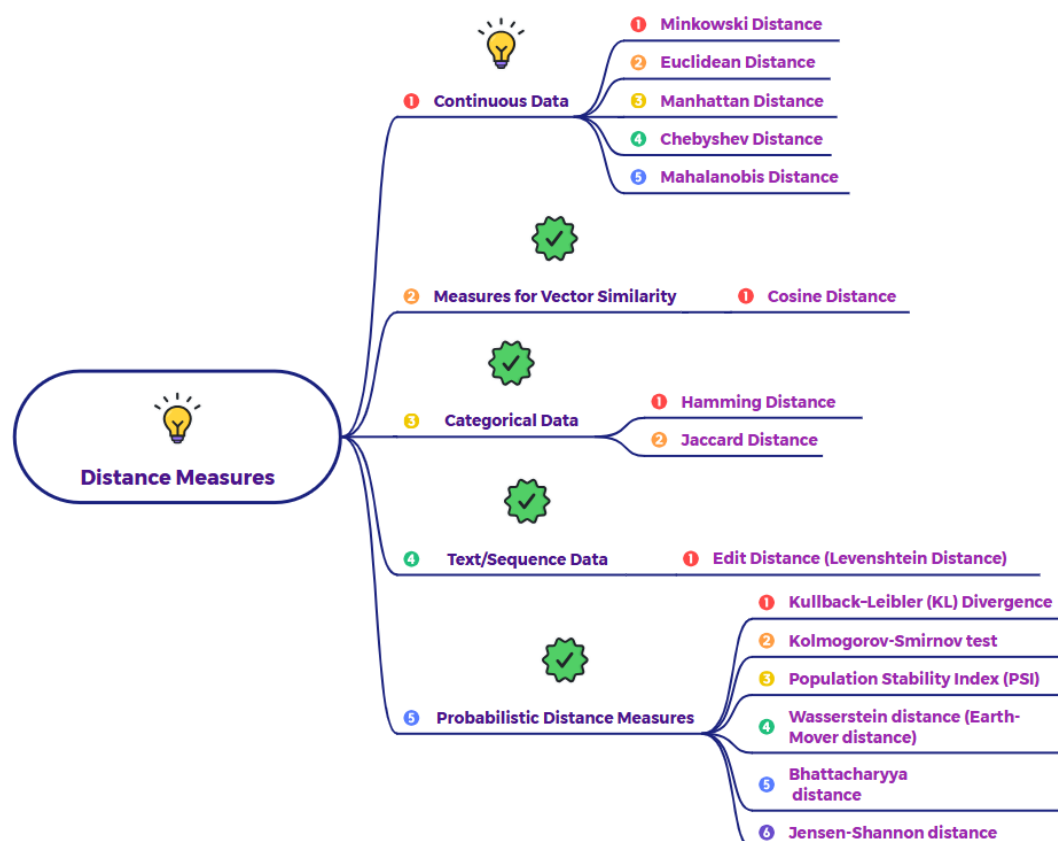 Distance Measures
1 Continuous Data
1 Minkowski Distance
2 Euclidean Distance
3 Manhattan Distance
4 Chebyshev Distance
5 Mahalanobis Distance
2 Measures for Vector Similarity
1 Cosine Distance
3 Categorical Data
1 Hamming Distance
2 Jaccard Distance
4 Text/Sequence Data
1 Edit Distance (Levenshtein Distance)
5 Probabilistic Distance Measures
1 Kullback–Leibler (KL) Divergence
2 Kolmogorov-Smirnov test
3 Population Stability Index (PSI)
4 Wasserstein distance (Earth-
Mover distance)
5 Bhattacharyya
distance
6 Jensen-Shannon distance